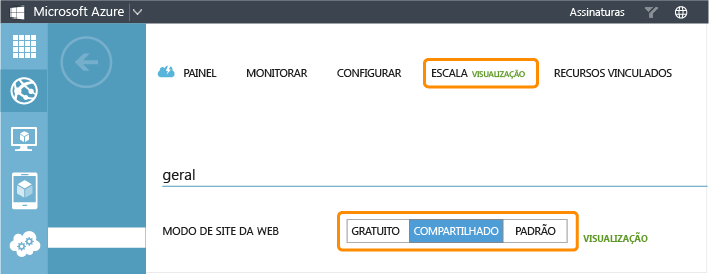 Microsoft Azure Assinaturas
PAINEL MONITORAR CONFIGURAR ESCALA VISUALIZAÇÃO RECURSOS VINCULADOS
geral
MODO DE SITE DA WEB GRATUITO COMPARTILHADO PADRÃO VISUALIZAÇÃO